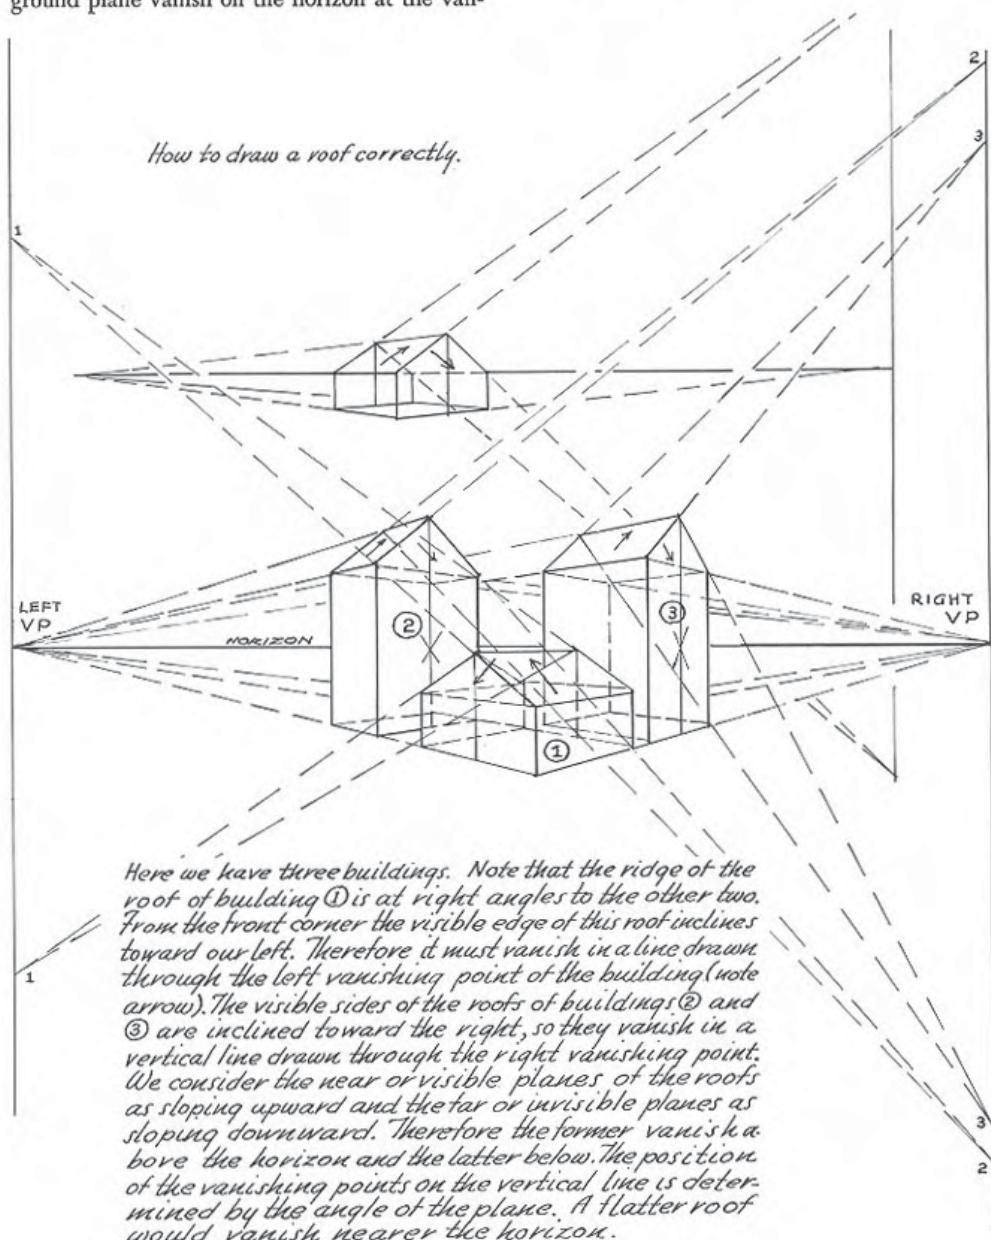 ground plane vanish on the horizon at the van-
2
3
How to draw a roof correctly.
1
LEFT
VP
HORIZON
②
③
RIGHT
VP
①
Here we have three buildings. Note that the ridge of the
roof of building ① is at right angles to the other two.
From the front corner the visible edge of this roof inclines
toward our left. Therefore it must vanish in a line drawn
through the left vanishing point of the building (note
arrow). The visible sides of the roofs of buildings ② and
③ are inclined toward the right, so they vanish in a
vertical line drawn through the right vanishing point.
We consider the near or visible planes of the roofs
as sloping upward and the far or invisible planes as
sloping downward. Therefore the former vanish a-
bove the horizon and the latter below. The position
of the vanishing points on the vertical line is deter-
mined by the angle of the plane. A flatter roof
would vanish nearer the horizon.
1
3
2